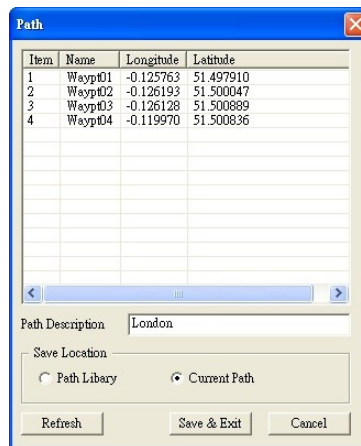 Path
Item Name Longitude Latitude
1 Waypt01 -0.125763 51.497910
2 Waypt02 -0.126193 51.500047
3 Waypt03 -0.126128 51.500889
4 Waypt04 -0.119970 51.500836
Path Description London
Save Location
Path Libary Current Path
Refresh Save & Exit Cancel